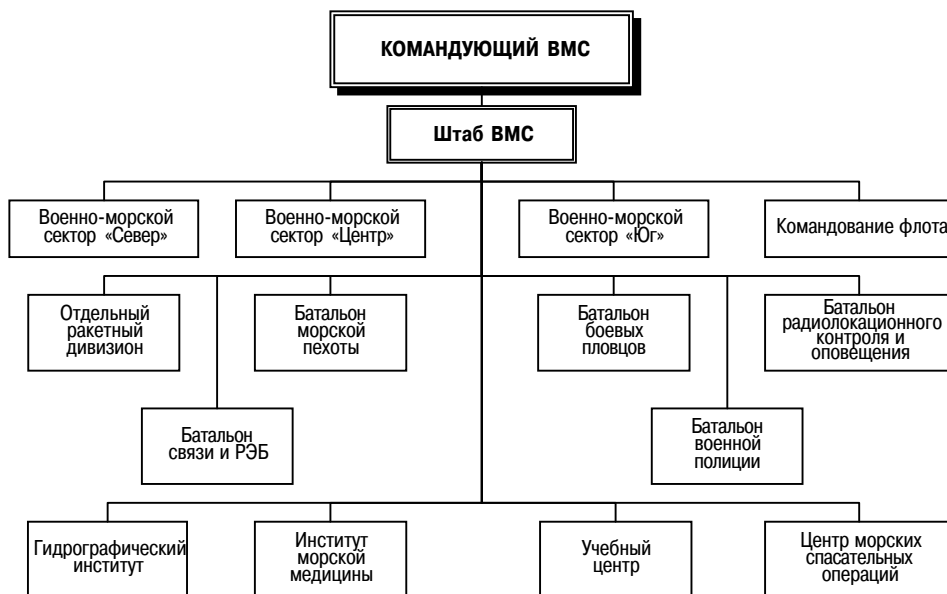 КОМАНДУЮЩИЙ ВМС
Штаб ВМС
Военно-морской
сектор «Север»
Военно-морской
сектор «Центр»
Военно-морской
сектор «Юг»
Командование флота
Отдельный
ракетный
дивизион
Батальон
морской
пехоты
Батальон
боевых
пловцов
Батальон
радиолокационного
контроля и
оповещения
Батальон
связи и РЭБ
Батальон
военной
полиции
Гидрографический
институт
Институт
морской
медицины
Учебный
центр
Центр морских
спасательных
операций